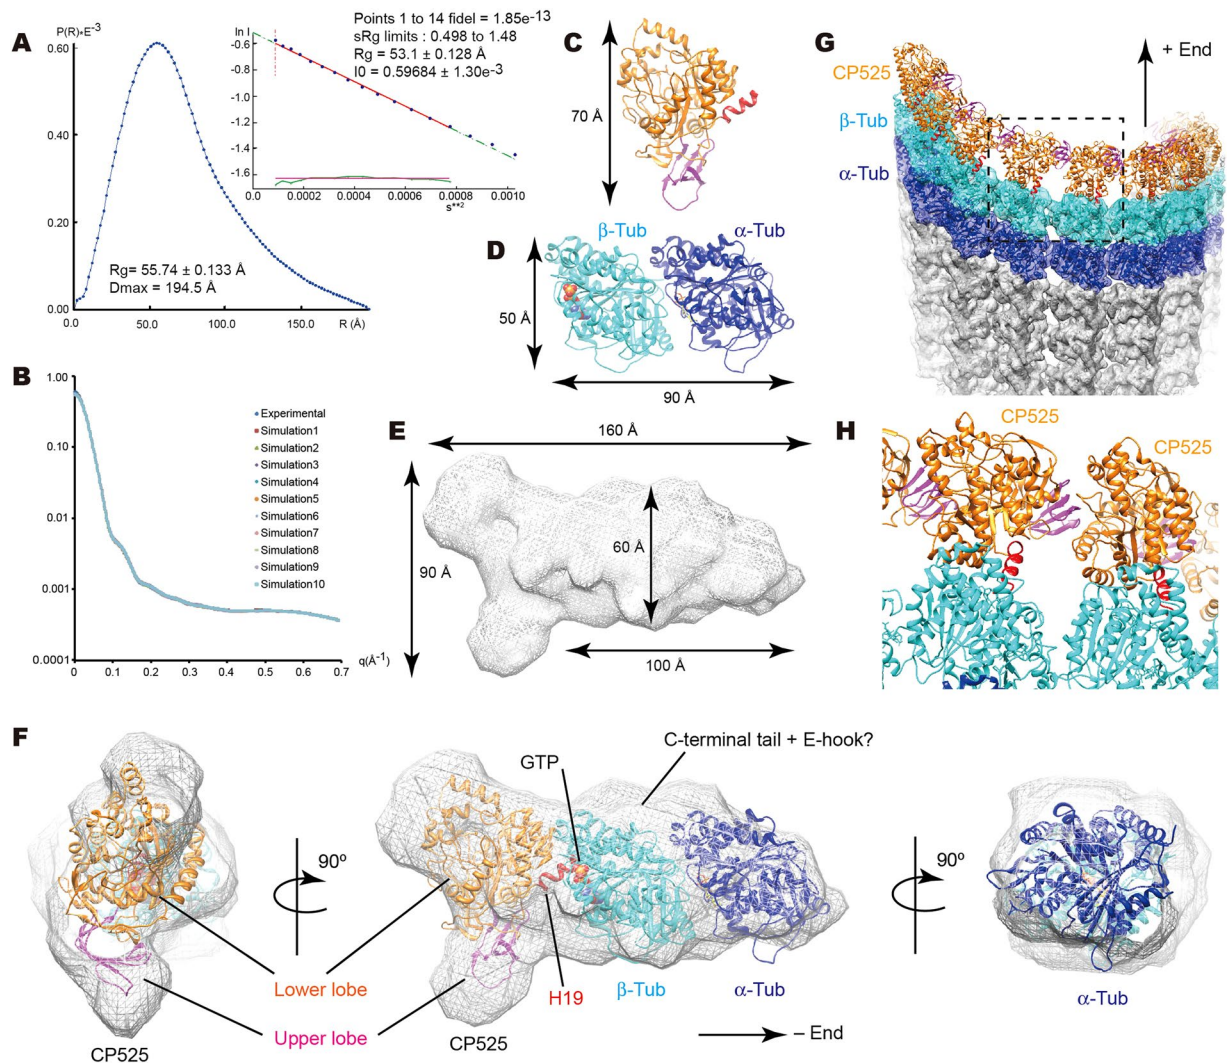 A
P(R)*E⁻³
0.60
0.40
0.20
0.00
0.0
50.0
100.0
150.0
R (Å)
Rg= 55.74 ± 0.133 Å
Dmax = 194.5 Å
ln I
-0.6
-0.8
-1.0
-1.2
-1.4
-1.6
0.0002
0.0004
0.0006
0.0008
0.0010
s**²
Points 1 to 14 fidel = 1.85e⁻¹³
sRg limits : 0.498 to 1.48
Rg = 53.1 ± 0.128 Å
I0 = 0.59684 ± 1.30e⁻³
B
1.00
0.10
0.01
0.001
0.0001
0
0.1
0.2
0.3
0.4
0.5
0.6
0.7
q(Å⁻¹)
Experimental
Simulation1
Simulation2
Simulation3
Simulation4
Simulation5
Simulation6
Simulation7
Simulation8
Simulation9
Simulation10
C
70 Å
D
β-Tub
α-Tub
50 Å
90 Å
E
160 Å
90 Å
60 Å
100 Å
G
CP525
β-Tub
α-Tub
+ End
H
CP525
CP525
F
90º
Lower lobe
Upper lobe
CP525
GTP
C-terminal tail + E-hook?
H19
β-Tub
α-Tub
CP525
– End
90º
α-Tub